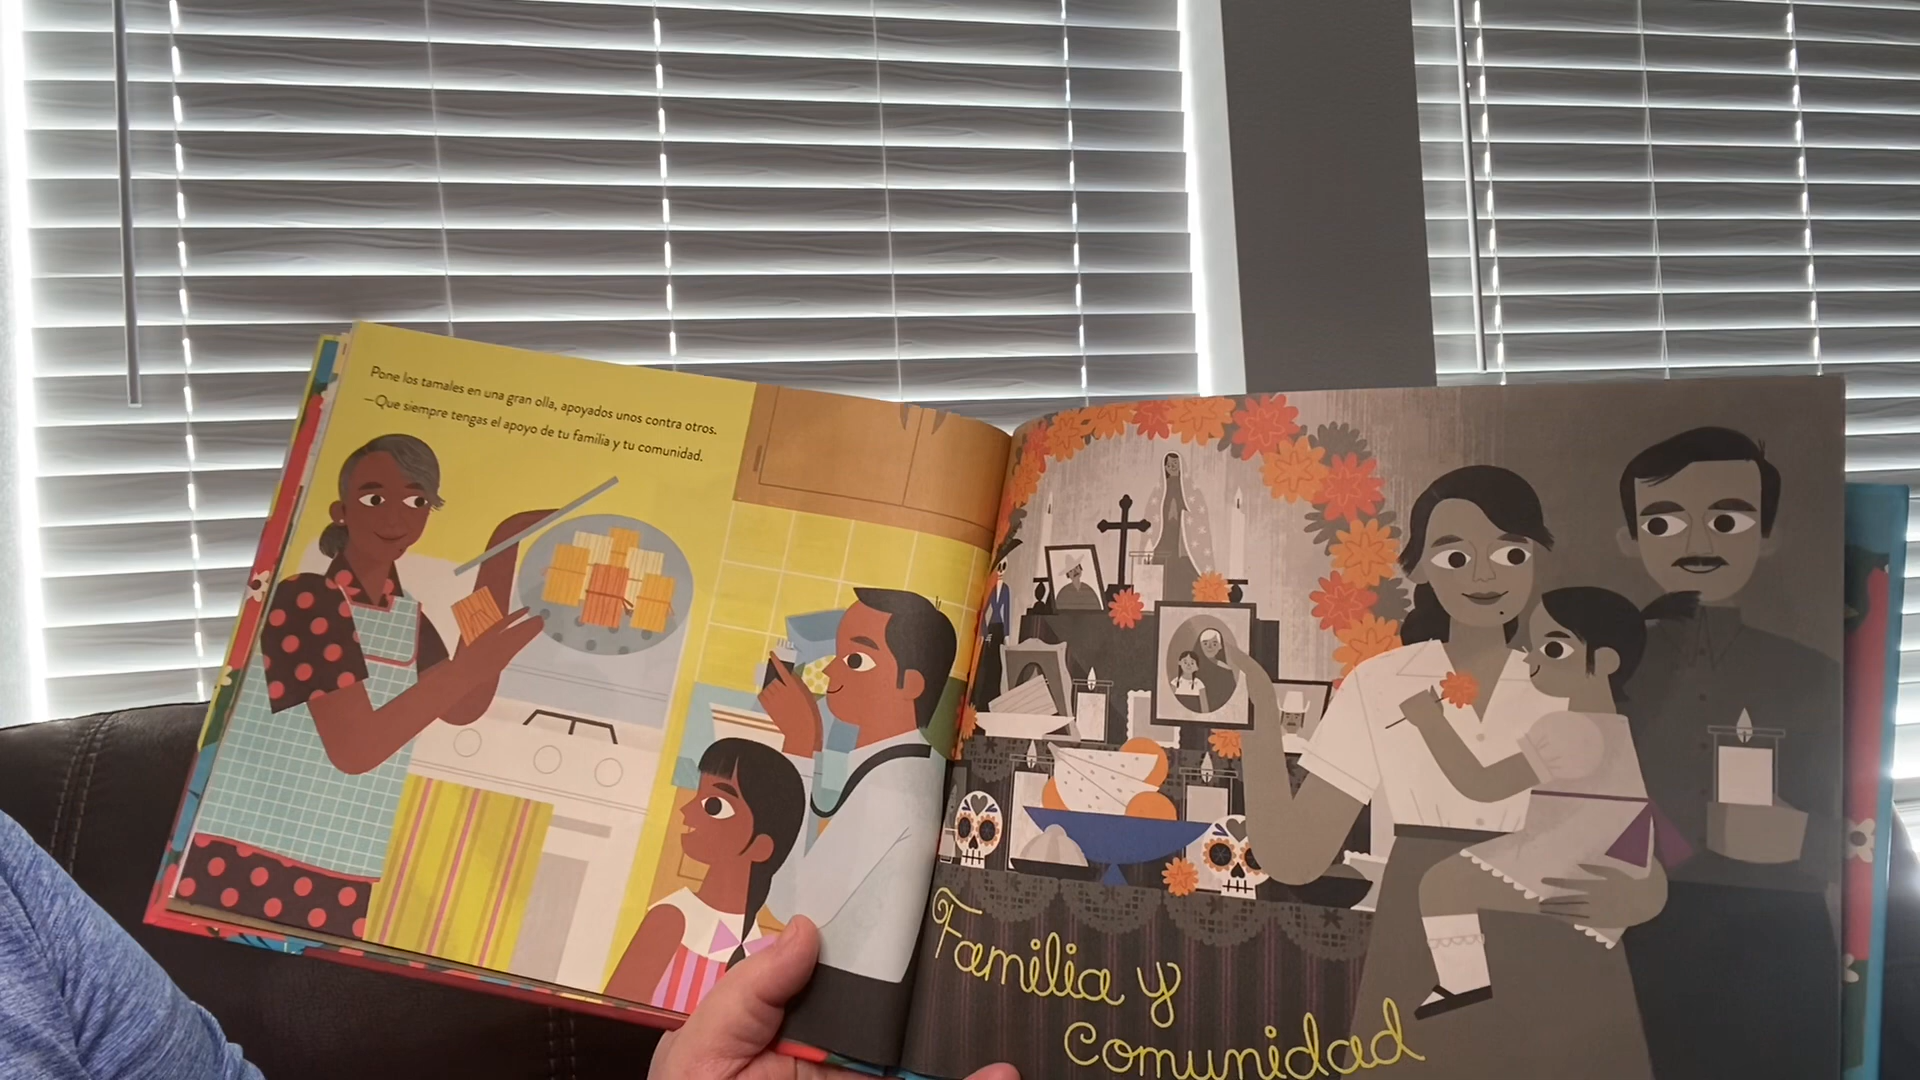 Pone los tamales en una gran olla, apoyados unos contra otros.
—Que siempre tengas el apoyo de tu familia y tu comunidad.
Familia y
Comunidad